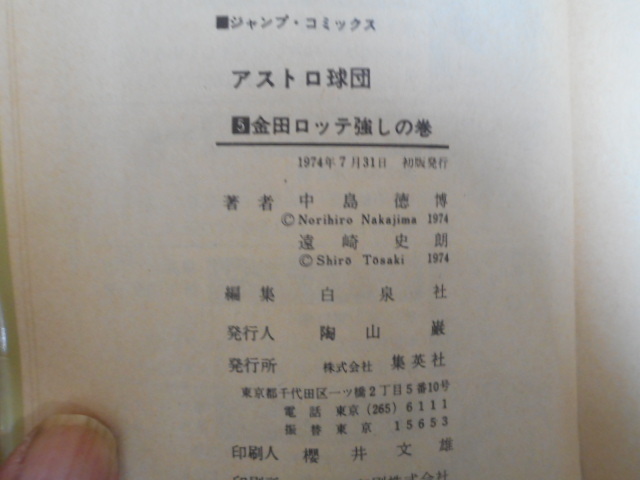 ■ジャンプ・コミックス
アストロ球団
5金田ロッテ強しの巻
1974年7月31日 初版発行
著者 中島徳博
©Norihiro Nakajima 1974
遠崎史朗
©Shiro Tosaki 1974
編集 白泉社
発行人 陶山巌
発行所 株式会社 集英社
東京都千代田区一ツ橋2丁目5番10号
電話 東京 (265) 6111
振替 東京 15653
印刷人 櫻井文雄